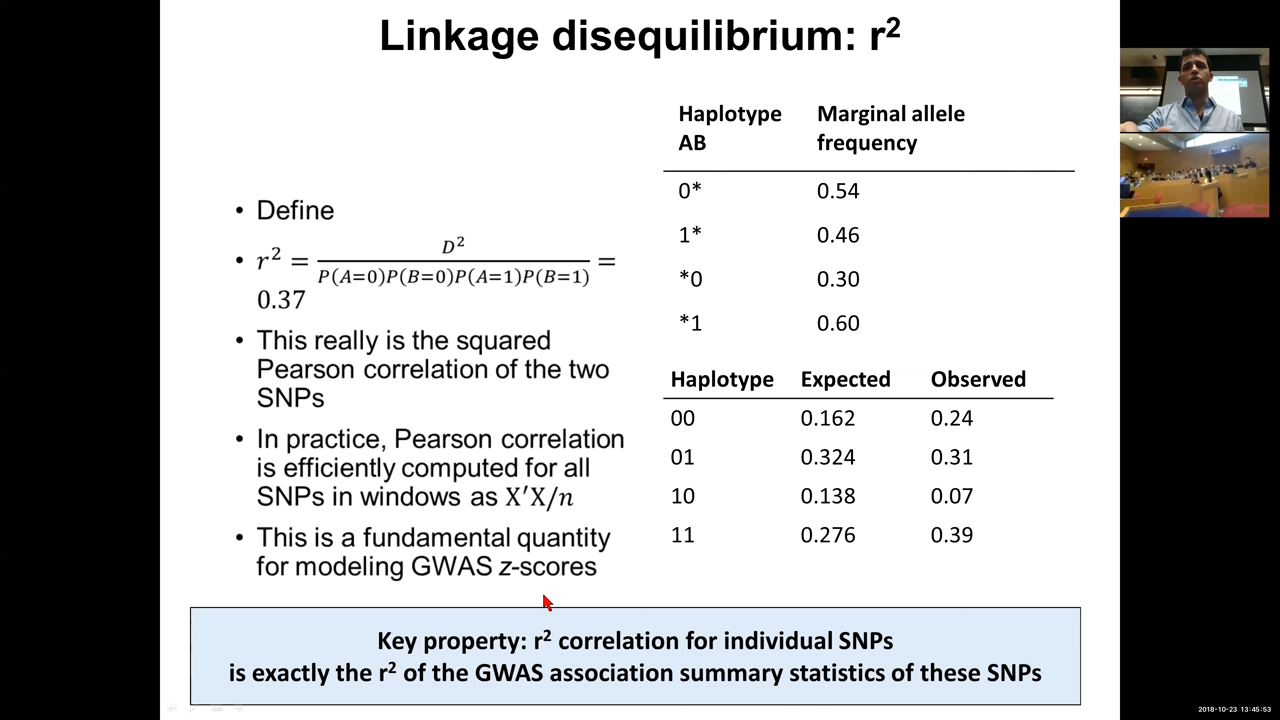 Linkage disequilibrium: r²
• Define
• r² = D² / P(A=0)P(B=0)P(A=1)P(B=1) =
0.37
• This really is the squared
Pearson correlation of the two
SNPs
• In practice, Pearson correlation
is efficiently computed for all
SNPs in windows as X′X/n
• This is a fundamental quantity
for modeling GWAS z-scores
Haplotype AB Marginal allele frequency
0* 0.54
1* 0.46
*0 0.30
*1 0.60
Haplotype Expected Observed
00 0.162 0.24
01 0.324 0.31
10 0.138 0.07
11 0.276 0.39
Key property: r² correlation for individual SNPs
is exactly the r² of the GWAS association summary statistics of these SNPs
2018-10-23 13:45:53